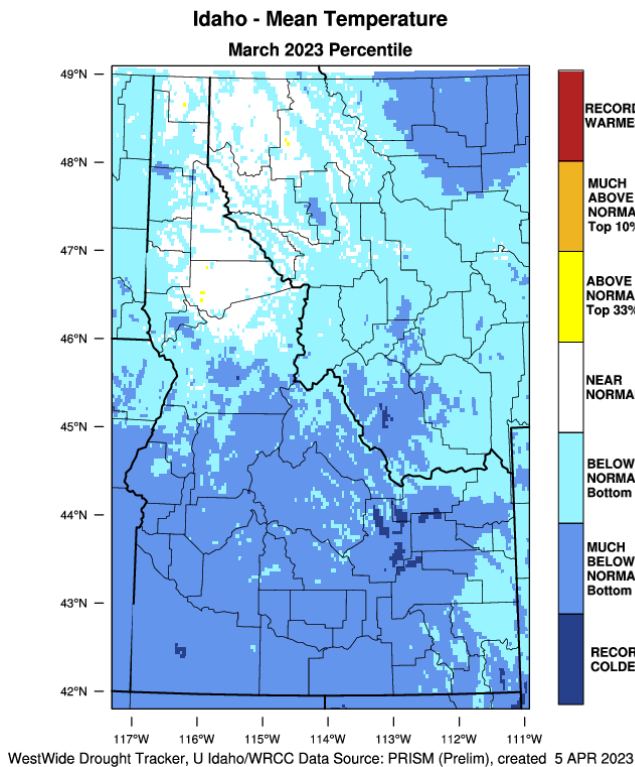 Idaho - Mean Temperature
March 2023 Percentile
49°N
48°N
47°N
46°N
45°N
44°N
43°N
42°N
117°W 116°W 115°W 114°W 113°W 112°W 111°W
RECORD
WARME
MUCH
ABOVE
NORMA
Top 10%
ABOVE
NORMA
Top 33%
NEAR
NORMA
BELOW
NORMA
Bottom
MUCH
BELOW
NORMA
Bottom
RECOR
COLDE
WestWide Drought Tracker, U Idaho/WRCC Data Source: PRISM (Prelim), created 5 APR 2023